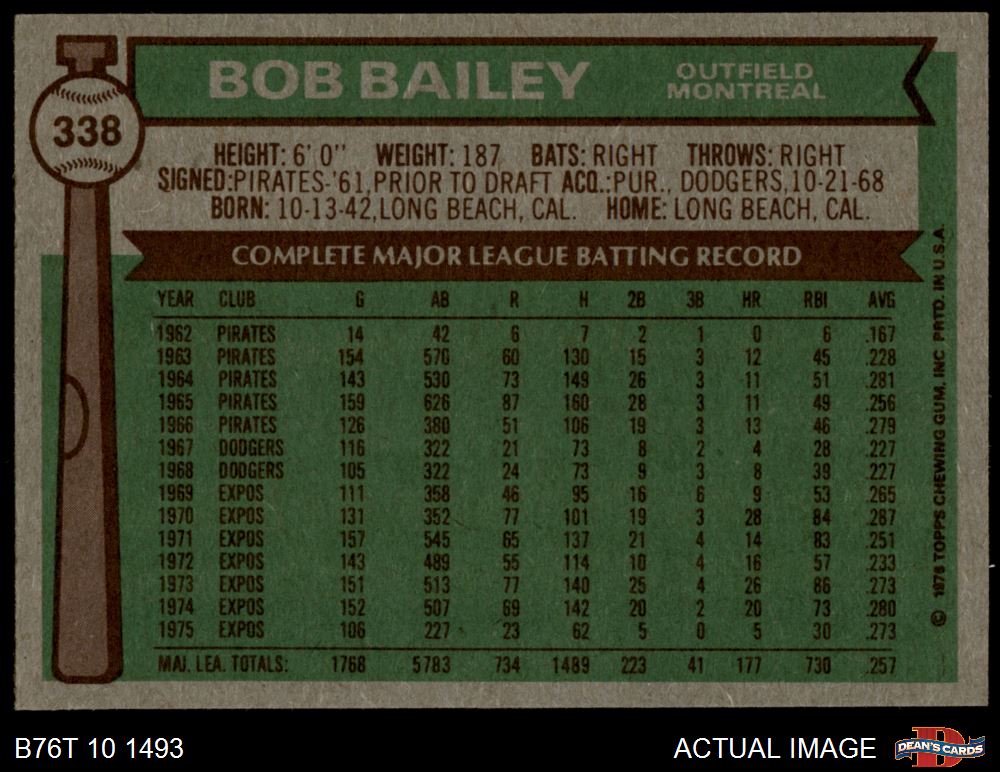 BOB BAILEY
OUTFIELD
MONTREAL
338
HEIGHT: 6' 0" WEIGHT: 187 BATS: RIGHT THROWS: RIGHT
SIGNED:PIRATES-'61,PRIOR TO DRAFT ACQ.:PUR., DODGERS,10-21-68
BORN: 10-13-42,LONG BEACH, CAL. HOME: LONG BEACH, CAL.
COMPLETE MAJOR LEAGUE BATTING RECORD
YEAR CLUB G AB R H 2B 3B HR RBI AVG
1962 PIRATES 14 42 6 7 2 1 0 6 .167
1963 PIRATES 154 570 60 130 15 3 12 45 .228
1964 PIRATES 143 530 73 149 26 3 11 51 .281
1965 PIRATES 159 626 87 160 28 3 11 49 .256
1966 PIRATES 126 380 51 106 19 3 13 46 .279
1967 DODGERS 116 322 21 73 8 2 4 28 .227
1968 DODGERS 105 322 24 73 9 3 8 39 .227
1969 EXPOS 111 358 46 95 16 6 9 53 .265
1970 EXPOS 131 352 77 101 19 3 28 84 .287
1971 EXPOS 157 545 65 137 21 4 14 83 .251
1972 EXPOS 143 489 55 114 10 4 16 57 .233
1973 EXPOS 151 513 77 140 25 4 26 86 .273
1974 EXPOS 152 507 69 142 20 2 20 73 .280
1975 EXPOS 106 227 23 62 5 0 5 30 .273
MAJ. LEA. TOTALS: 1768 5783 734 1489 223 41 177 730 .257
© 1976 TOPPS CHEWING GUM, INC PRTD. IN U.S.A.
B76T 10 1493
ACTUAL IMAGE
D
DEAN'S CARDS